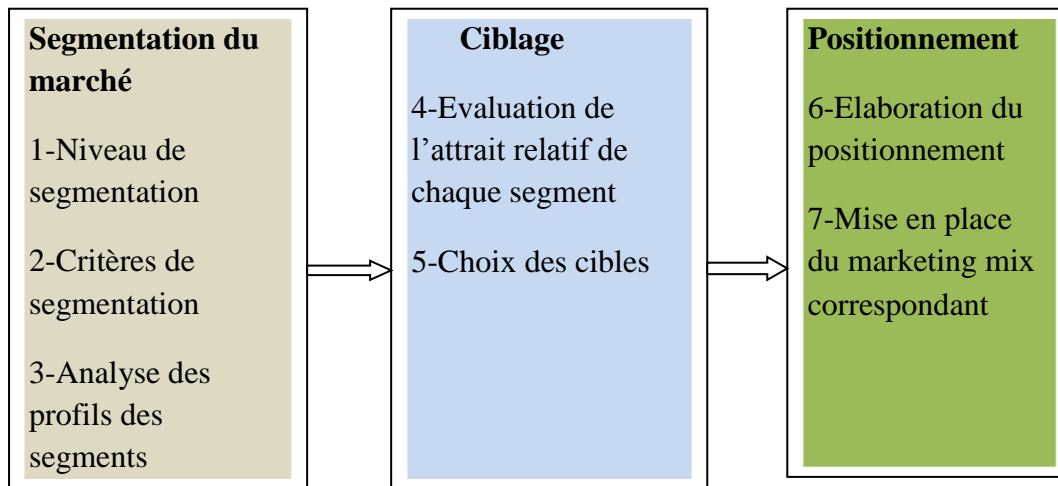 Segmentation du
marché
1-Niveau de
segmentation
2-Critères de
segmentation
3-Analyse des
profils des
segments
Ciblage
4-Evaluation de
l’attrait relatif de
chaque segment
5-Choix des cibles
Positionnement
6-Elaboration du
positionnement
7-Mise en place
du marketing mix
correspondant